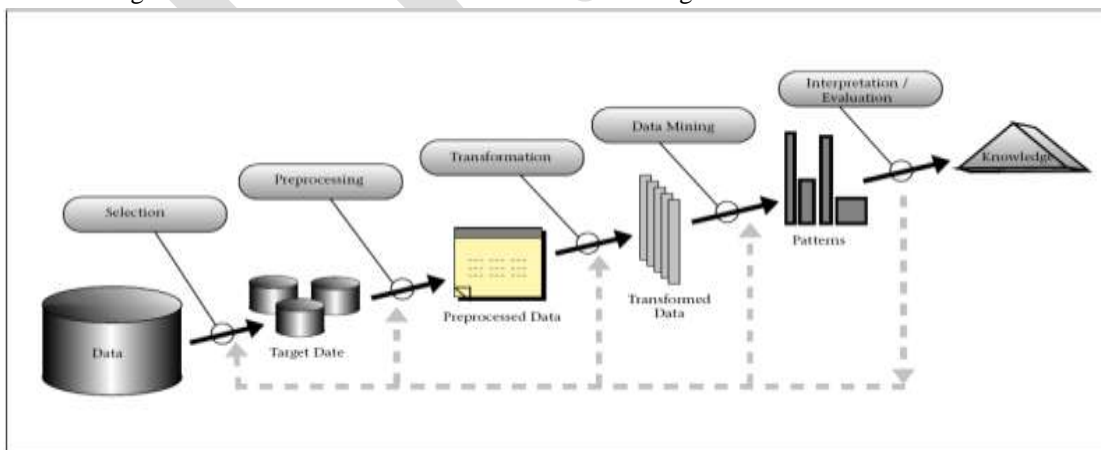 Interpretation /
Evaluation
Data Mining
Knowledge
Transformation
Preprocessing
Selection
Patterns
Transformed
Data
Preprocessed Data
Target Date
Data